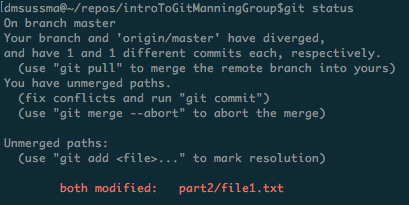 dmsussma@~/repos/introToGitManningGroup$git status
On branch master
Your branch and 'origin/master' have diverged,
and have 1 and 1 different commits each, respectively.
(use "git pull" to merge the remote branch into yours)
You have unmerged paths.
(fix conflicts and run "git commit")
(use "git merge --abort" to abort the merge)
Unmerged paths:
(use "git add <file>..." to mark resolution)
both modified: part2/file1.txt